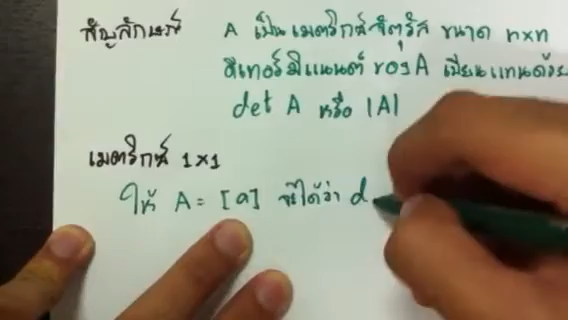 สัญลักษณ์ A เป็นเมตริกซ์จัตุรัส ขนาด n×n
ดีเทอร์มิแนนต์ ของ A เขียนแทนด้วย
det A หรือ |A|
เมตริกซ์ 1×1
ให้ A = [a] จะได้ว่า d